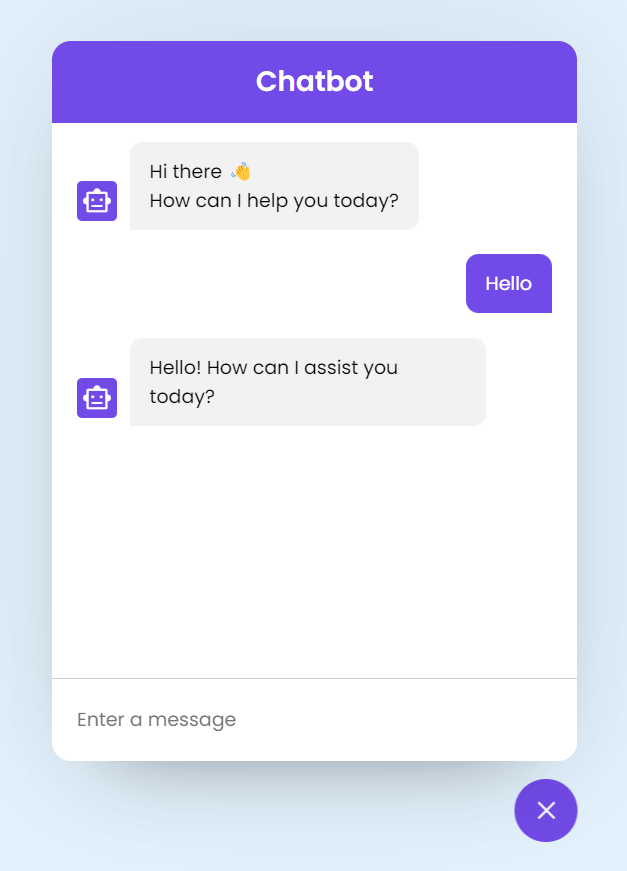 Chatbot
Hi there 👋
How can I help you today?
Hello
Hello! How can I assist you
today?
Enter a message